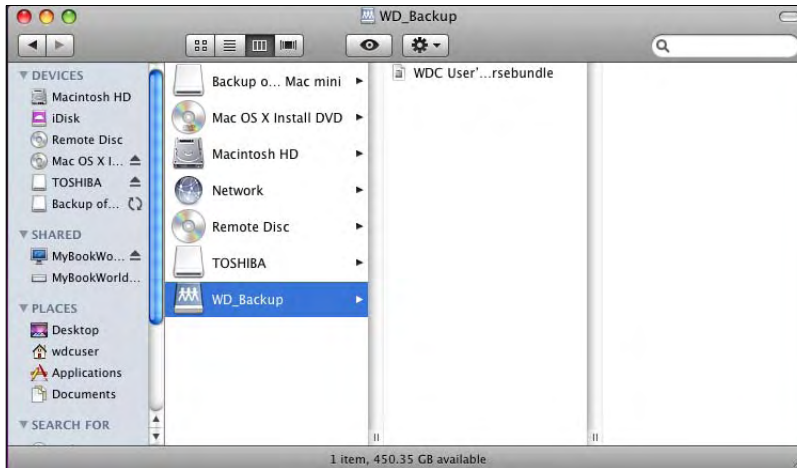 WD_Backup
DEVICES
Macintosh HD
iDisk
Remote Disc
Mac OS X I...
TOSHIBA
Backup of...
SHARED
MyBookWo...
MyBookWorld...
PLACES
Desktop
wdcuser
Applications
Documents
SEARCH FOR
Backup o... Mac mini
Mac OS X Install DVD
Macintosh HD
Network
Remote Disc
TOSHIBA
WD_Backup
WDC User'...rsebundle
1 item, 450.35 GB available